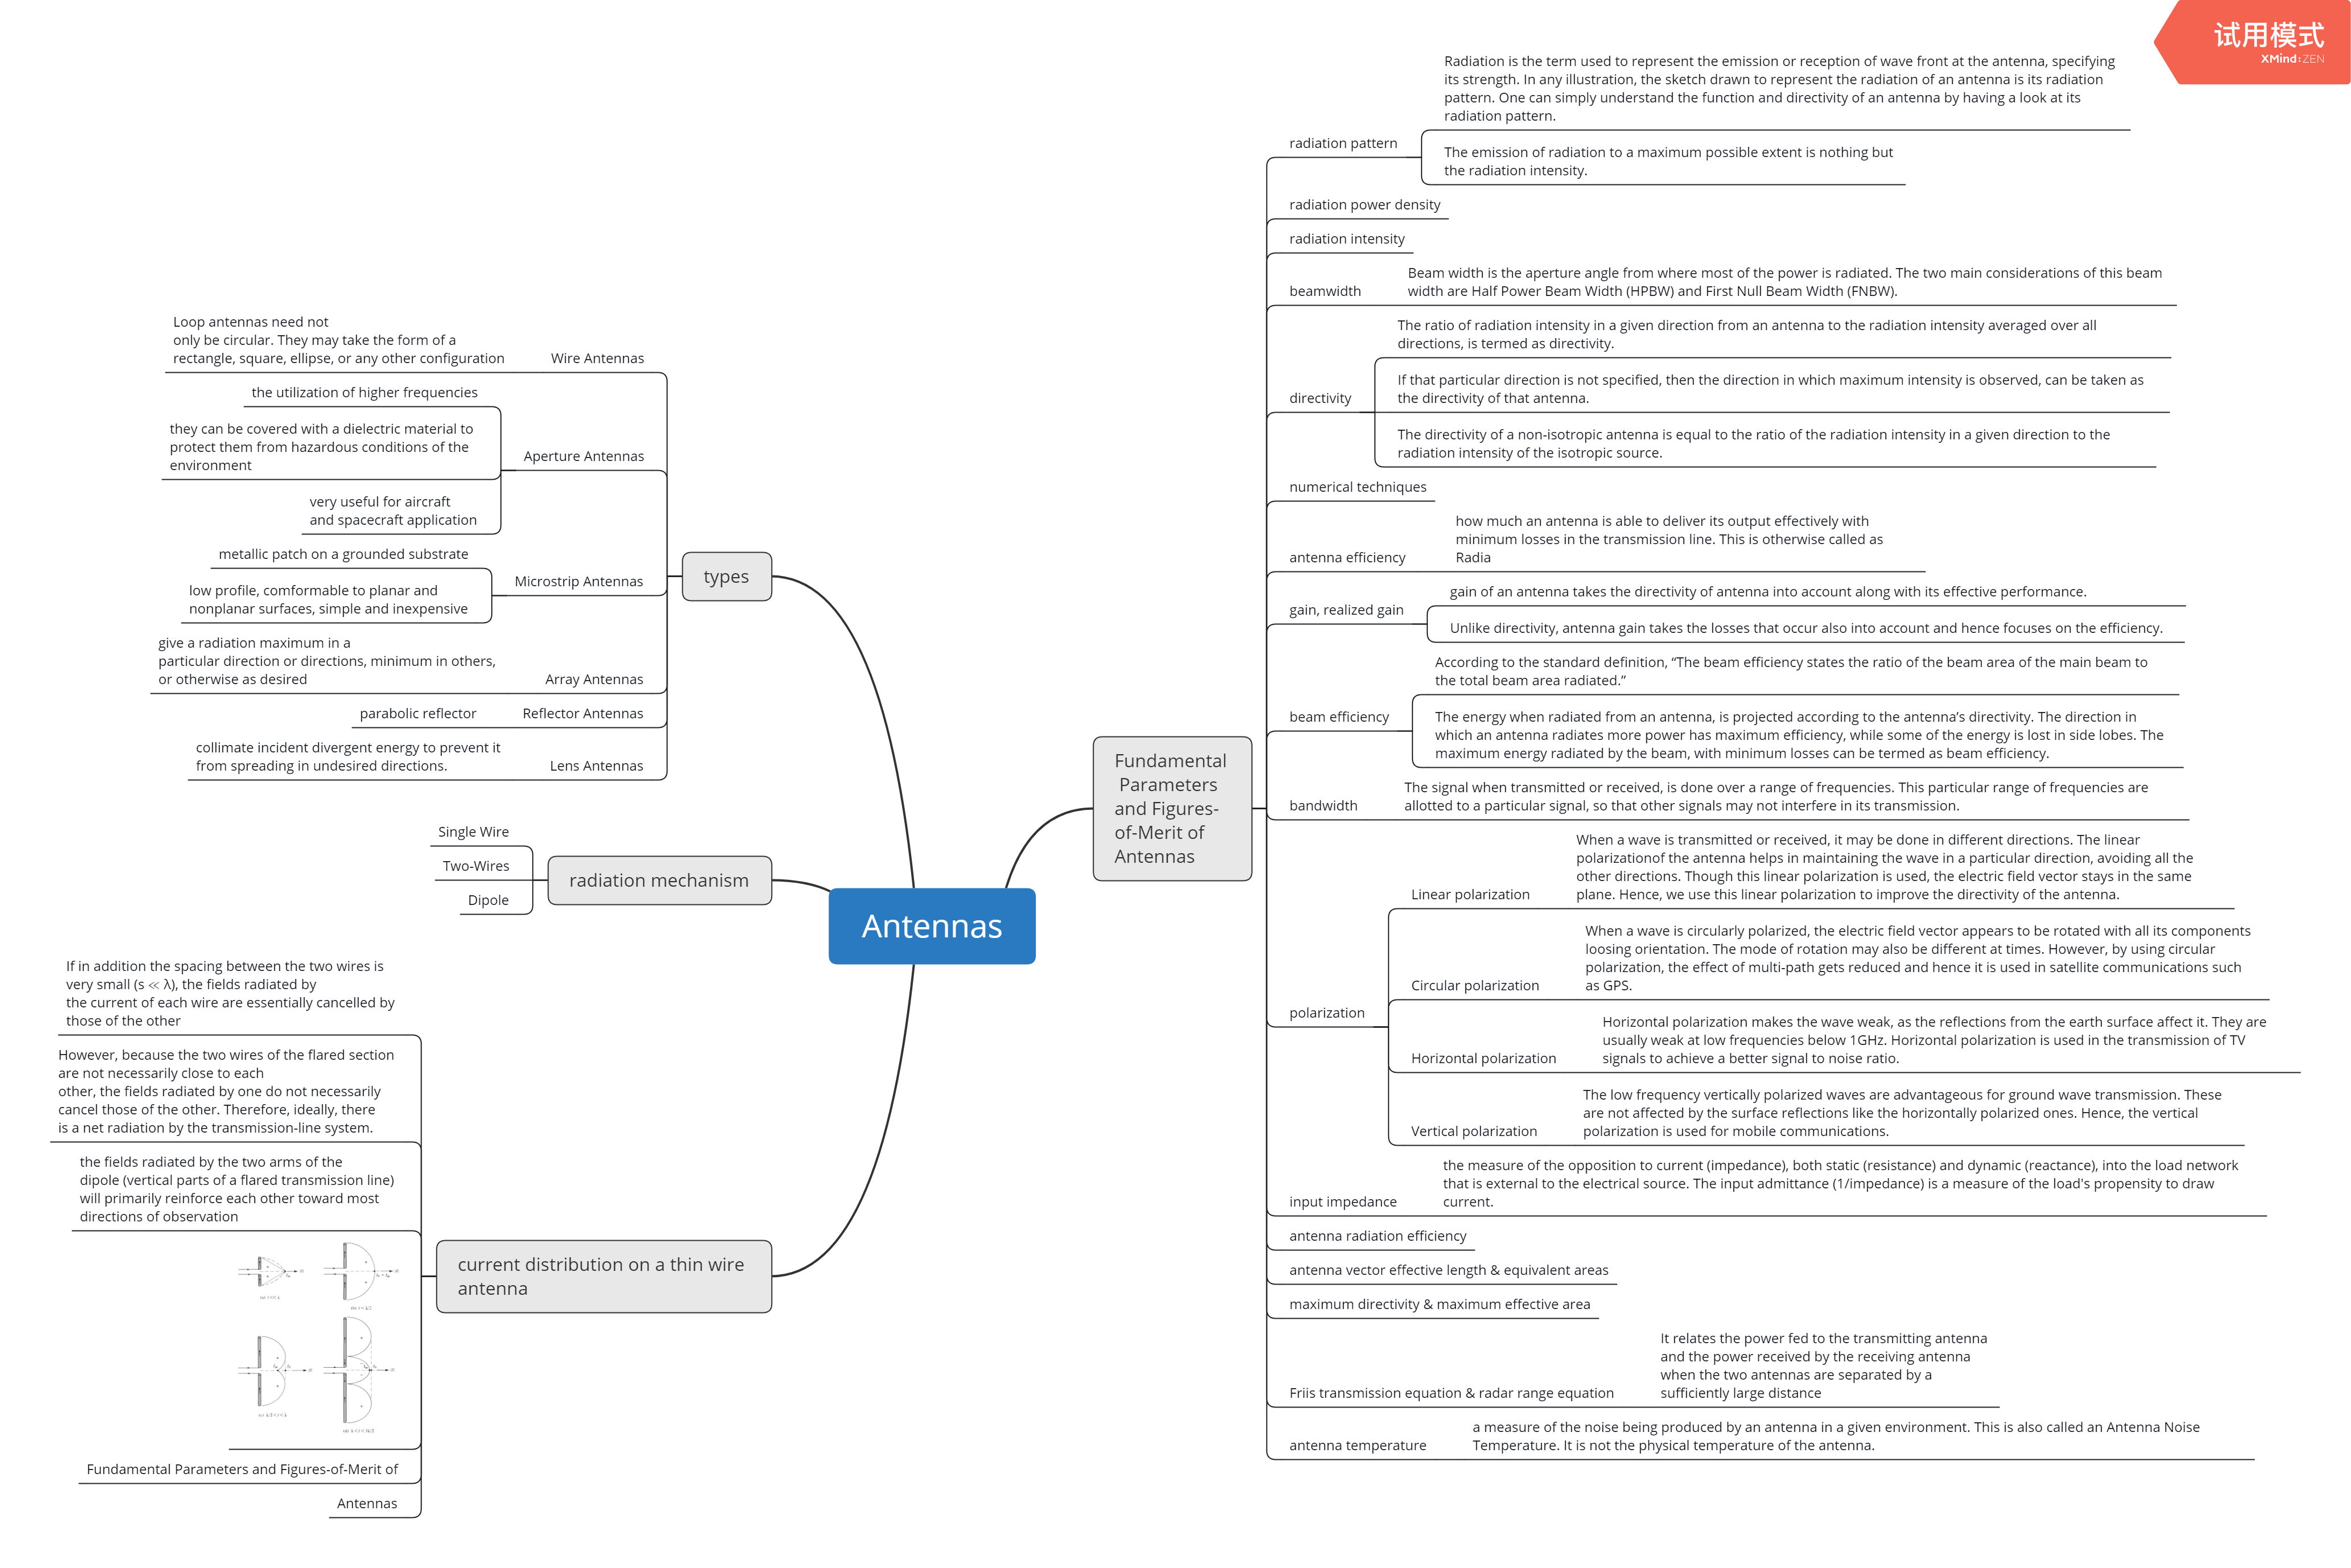 试用模式
XMind:ZEN
Antennas
Fundamental
Parameters
and Figures-
of-Merit of
Antennas
radiation pattern
Radiation is the term used to represent the emission or reception of wave front at the antenna, specifying
its strength. In any illustration, the sketch drawn to represent the radiation of an antenna is its radiation
pattern. One can simply understand the function and directivity of an antenna by having a look at its
radiation pattern.
The emission of radiation to a maximum possible extent is nothing but
the radiation intensity.
radiation power density
radiation intensity
beamwidth
Beam width is the aperture angle from where most of the power is radiated. The two main considerations of this beam
width are Half Power Beam Width (HPBW) and First Null Beam Width (FNBW).
directivity
The ratio of radiation intensity in a given direction from an antenna to the radiation intensity averaged over all
directions, is termed as directivity.
If that particular direction is not specified, then the direction in which maximum intensity is observed, can be taken as
the directivity of that antenna.
The directivity of a non-isotropic antenna is equal to the ratio of the radiation intensity in a given direction to the
radiation intensity of the isotropic source.
numerical techniques
antenna efficiency
how much an antenna is able to deliver its output effectively with
minimum losses in the transmission line. This is otherwise called as
Radia
gain, realized gain
gain of an antenna takes the directivity of antenna into account along with its effective performance.
Unlike directivity, antenna gain takes the losses that occur also into account and hence focuses on the efficiency.
beam efficiency
According to the standard definition, “The beam efficiency states the ratio of the beam area of the main beam to
the total beam area radiated.”
The energy when radiated from an antenna, is projected according to the antenna’s directivity. The direction in
which an antenna radiates more power has maximum efficiency, while some of the energy is lost in side lobes. The
maximum energy radiated by the beam, with minimum losses can be termed as beam efficiency.
bandwidth
The signal when transmitted or received, is done over a range of frequencies. This particular range of frequencies are
allotted to a particular signal, so that other signals may not interfere in its transmission.
polarization
Linear polarization
When a wave is transmitted or received, it may be done in different directions. The linear
polarizationof the antenna helps in maintaining the wave in a particular direction, avoiding all the
other directions. Though this linear polarization is used, the electric field vector stays in the same
plane. Hence, we use this linear polarization to improve the directivity of the antenna.
Circular polarization
When a wave is circularly polarized, the electric field vector appears to be rotated with all its components
loosing orientation. The mode of rotation may also be different at times. However, by using circular
polarization, the effect of multi-path gets reduced and hence it is used in satellite communications such
as GPS.
Horizontal polarization
Horizontal polarization makes the wave weak, as the reflections from the earth surface affect it. They are
usually weak at low frequencies below 1GHz. Horizontal polarization is used in the transmission of TV
signals to achieve a better signal to noise ratio.
Vertical polarization
The low frequency vertically polarized waves are advantageous for ground wave transmission. These
are not affected by the surface reflections like the horizontally polarized ones. Hence, the vertical
polarization is used for mobile communications.
input impedance
the measure of the opposition to current (impedance), both static (resistance) and dynamic (reactance), into the load network
that is external to the electrical source. The input admittance (1/impedance) is a measure of the load's propensity to draw
current.
antenna radiation efficiency
antenna vector effective length & equivalent areas
maximum directivity & maximum effective area
Friis transmission equation & radar range equation
It relates the power fed to the transmitting antenna
and the power received by the receiving antenna
when the two antennas are separated by a
sufficiently large distance
antenna temperature
a measure of the noise being produced by an antenna in a given environment. This is also called an Antenna Noise
Temperature. It is not the physical temperature of the antenna.
types
Wire Antennas
Loop antennas need not
only be circular. They may take the form of a
rectangle, square, ellipse, or any other configuration
Aperture Antennas
the utilization of higher frequencies
they can be covered with a dielectric material to
protect them from hazardous conditions of the
environment
very useful for aircraft
and spacecraft application
Microstrip Antennas
metallic patch on a grounded substrate
low profile, comformable to planar and
nonplanar surfaces, simple and inexpensive
Array Antennas
give a radiation maximum in a
particular direction or directions, minimum in others,
or otherwise as desired
Reflector Antennas
parabolic reflector
Lens Antennas
collimate incident divergent energy to prevent it
from spreading in undesired directions.
radiation mechanism
Single Wire
Two-Wires
Dipole
current distribution on a thin wire
antenna
If in addition the spacing between the two wires is
very small (s ≪ λ), the fields radiated by
the current of each wire are essentially cancelled by
those of the other
However, because the two wires of the flared section
are not necessarily close to each
other, the fields radiated by one do not necessarily
cancel those of the other. Therefore, ideally, there
is a net radiation by the transmission-line system.
the fields radiated by the two arms of the
dipole (vertical parts of a flared transmission line)
will primarily reinforce each other toward most
directions of observation
Fundamental Parameters and Figures-of-Merit of
Antennas